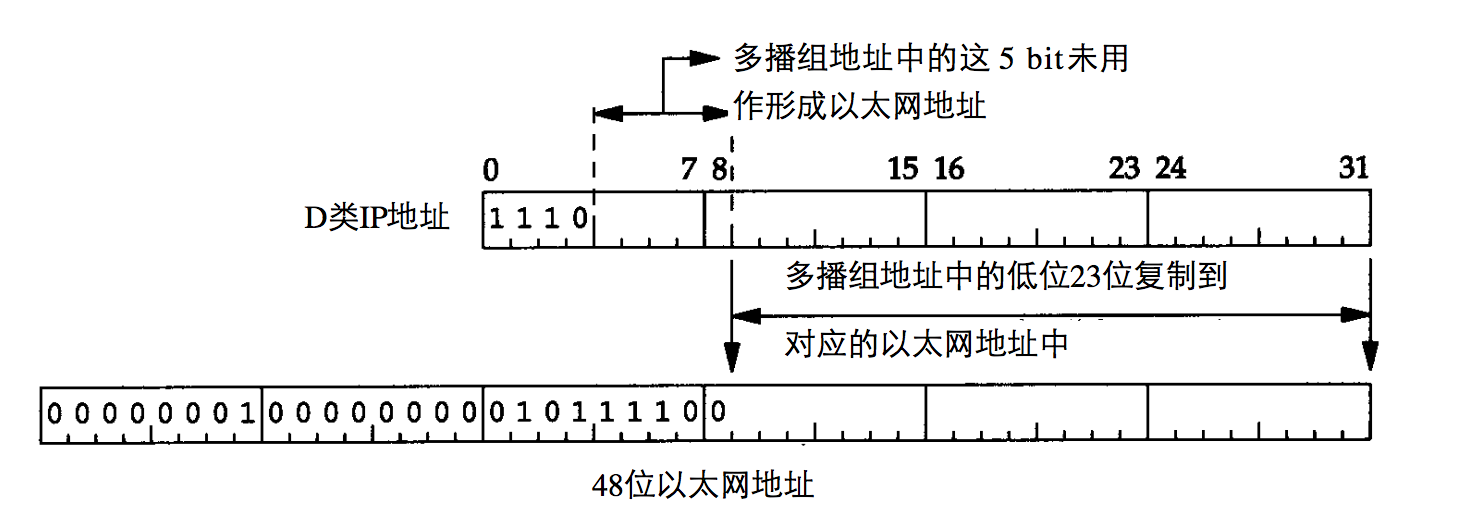 多播组地址中的这 5 bit未用
作形成以太网地址
0 7 8 15 16 23 24 31
D类IP地址 1 1 1 0
多播组地址中的低位23位复制到
对应的以太网地址中
0 0 0 0 0 0 0 1 0 0 0 0 0 0 0 0 0 1 0 1 1 1 1 0 0
48位以太网地址